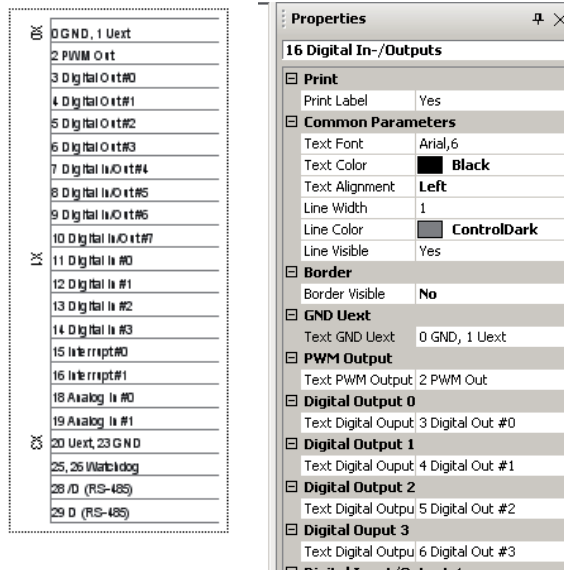 0X
0 GND, 1 Uext
2 PWM Out
3 Digital Out#0
4 Digital Out#1
5 Digital Out#2
6 Digital Out#3
7 Digital In/Out#4
8 Digital In/Out#5
9 Digital In/Out#6
10 Digital In/Out#7
1X
11 Digital In #0
12 Digital In #1
13 Digital In #2
14 Digital In #3
15 Interrupt#0
16 Interrupt#1
18 Analog In #0
19 Analog In #1
2X
20 Uext, 23 GND
25, 26 Watchdog
28 /D (RS-485)
29 D (RS-485)
Properties
16 Digital In-/Outputs
Print
Print Label Yes
Common Parameters
Text Font Arial,6
Text Color Black
Text Alignment Left
Line Width 1
Line Color ControlDark
Line Visible Yes
Border
Border Visible No
GND Uext
Text GND Uext 0 GND, 1 Uext
PWM Output
Text PWM Output 2 PWM Out
Digital Output 0
Text Digital Ouput 3 Digital Out #0
Digital Output 1
Text Digital Ouput 4 Digital Out #1
Digital Output 2
Text Digital Outpu 5 Digital Out #2
Digital Ouput 3
Text Digital Outpu 6 Digital Out #3